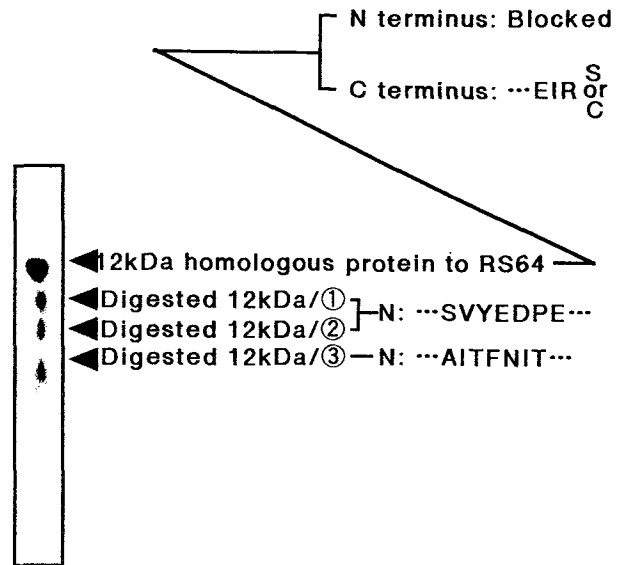 N terminus: Blocked
C terminus: ···EIR S or C
12kDa homologous protein to RS64
Digested 12kDa/①
Digested 12kDa/②
N: ···SVYEDPE···
Digested 12kDa/③ N: ···AITFNIT···